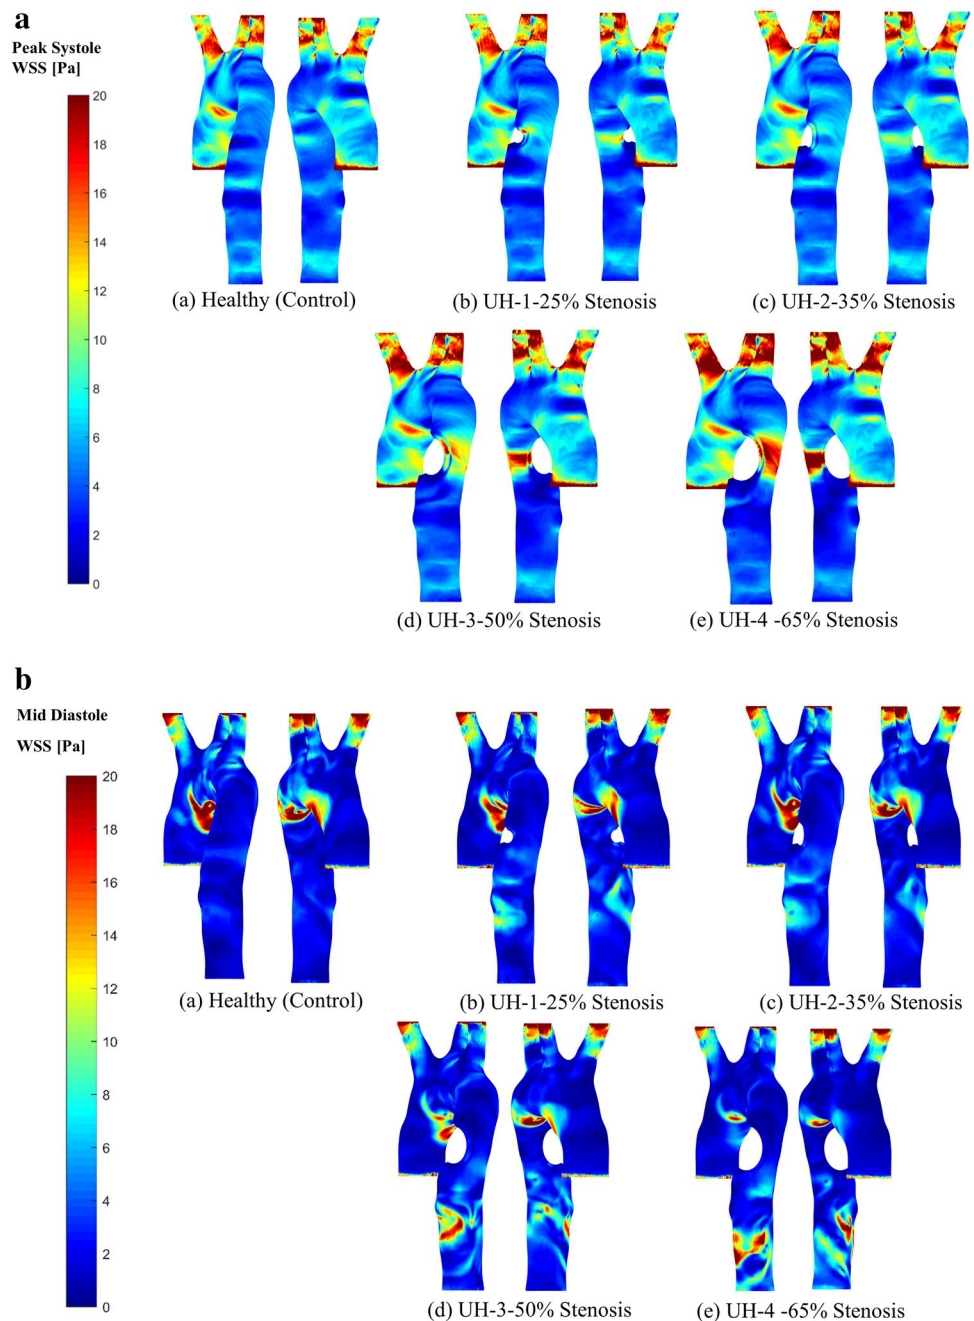 a
Peak Systole
WSS [Pa]
20
18
16
14
12
10
8
6
4
2
0
(a) Healthy (Control)
(b) UH-1-25% Stenosis
(c) UH-2-35% Stenosis
(d) UH-3-50% Stenosis
(e) UH-4 -65% Stenosis
b
Mid Diastole
WSS [Pa]
20
18
16
14
12
10
8
6
4
2
0
(a) Healthy (Control)
(b) UH-1-25% Stenosis
(c) UH-2-35% Stenosis
(d) UH-3-50% Stenosis
(e) UH-4 -65% Stenosis